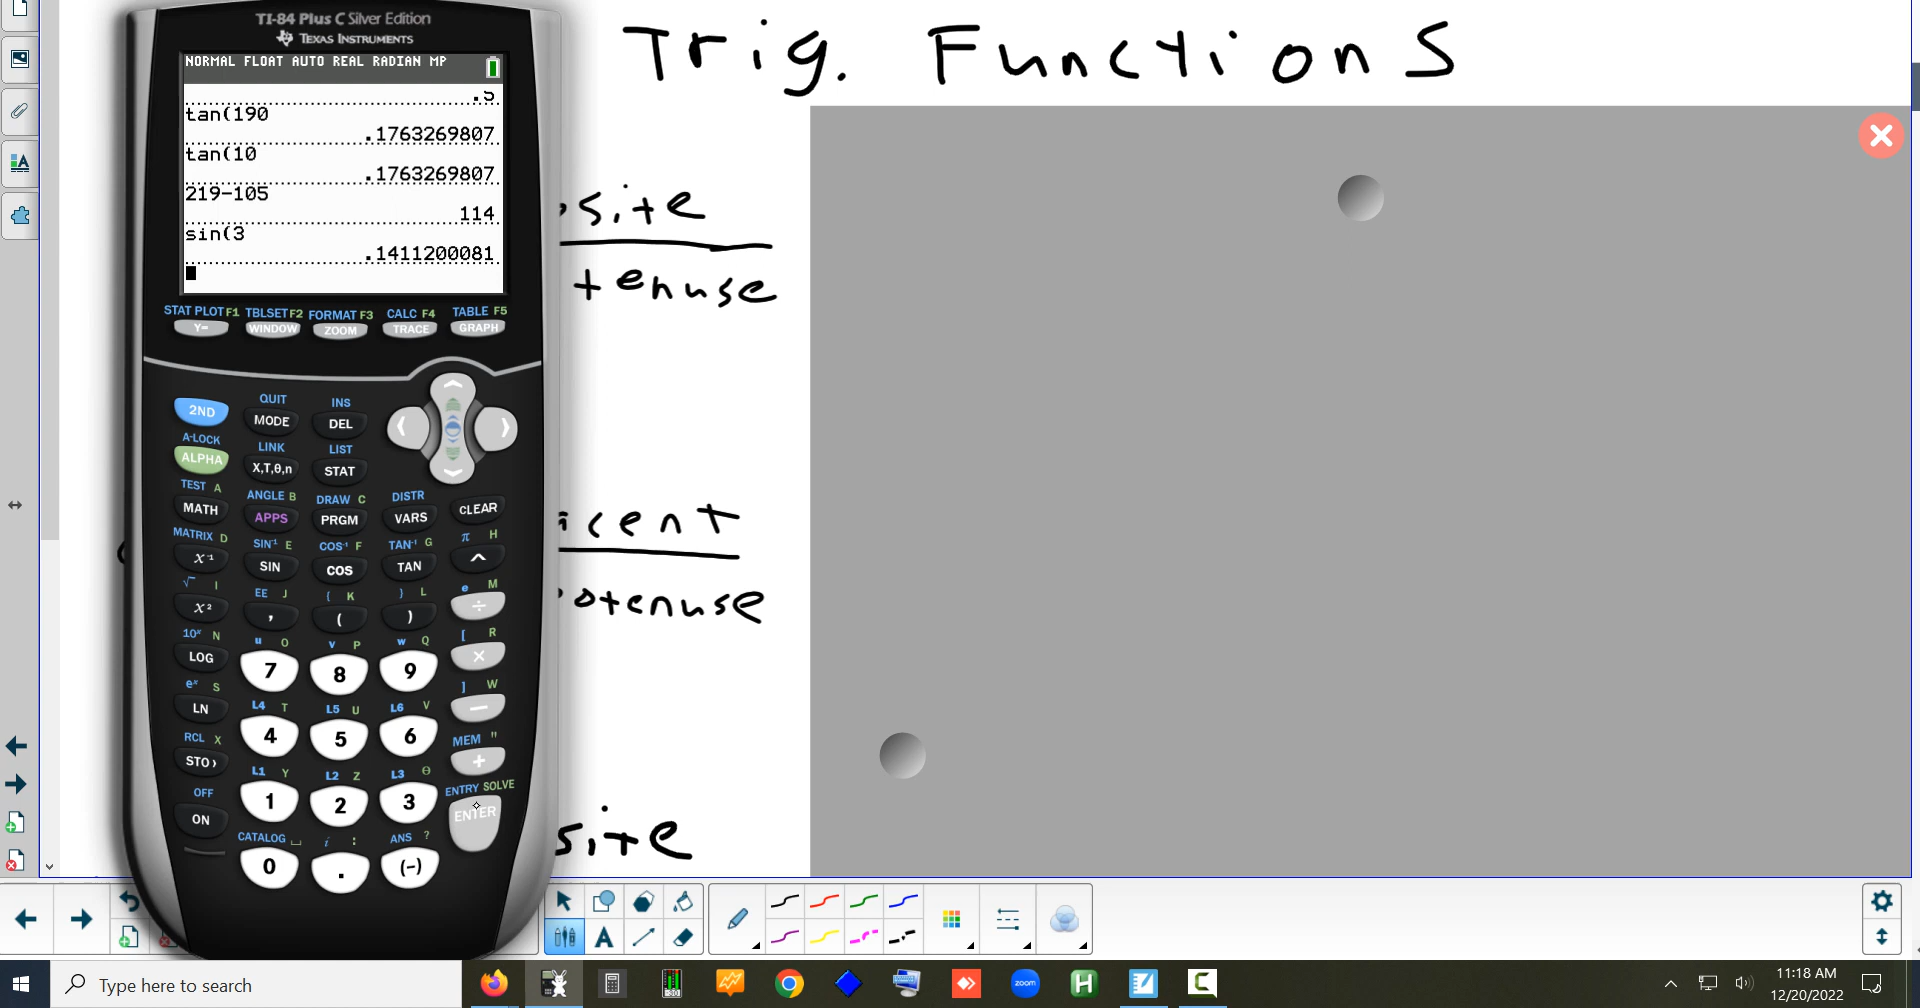 TI-84 Plus C Silver Edition
TEXAS INSTRUMENTS
NORMAL FLOAT AUTO REAL RADIAN MP
.5
tan(190
.1763269807
tan(10
.1763269807
219-105
114
sin(3
.1411200081
STAT PLOT F1 TBLSET F2 FORMAT F3 CALC F4 TABLE F5
Y= WINDOW ZOOM TRACE GRAPH
QUIT INS
2ND MODE DEL
A-LOCK LINK LIST
ALPHA X,T,θ,n STAT
TEST A ANGLE B DRAW C DISTR
MATH APPS PRGM VARS CLEAR
MATRIX D SIN⁻¹ E COS⁻¹ F TAN⁻¹ G π H
x⁻¹ SIN COS TAN ^
√ I EE J { K } L e M
x² , ( ) ÷
10ˣ N u O v P w Q [ R
LOG 7 8 9 ×
eˣ S L4 T L5 U L6 V ] W
LN 4 5 6 −
RCL X L1 Y L2 Z L3 θ MEM "
STO› 1 2 3 +
OFF CATALOG ⎵ i : ANS ? ENTRY SOLVE
ON 0 . (-) ENTER
Trig. Functions
osite
tenuse
acent
otenuse
site
A
Type here to search
zoom
H
C
11:18 AM
12/20/2022